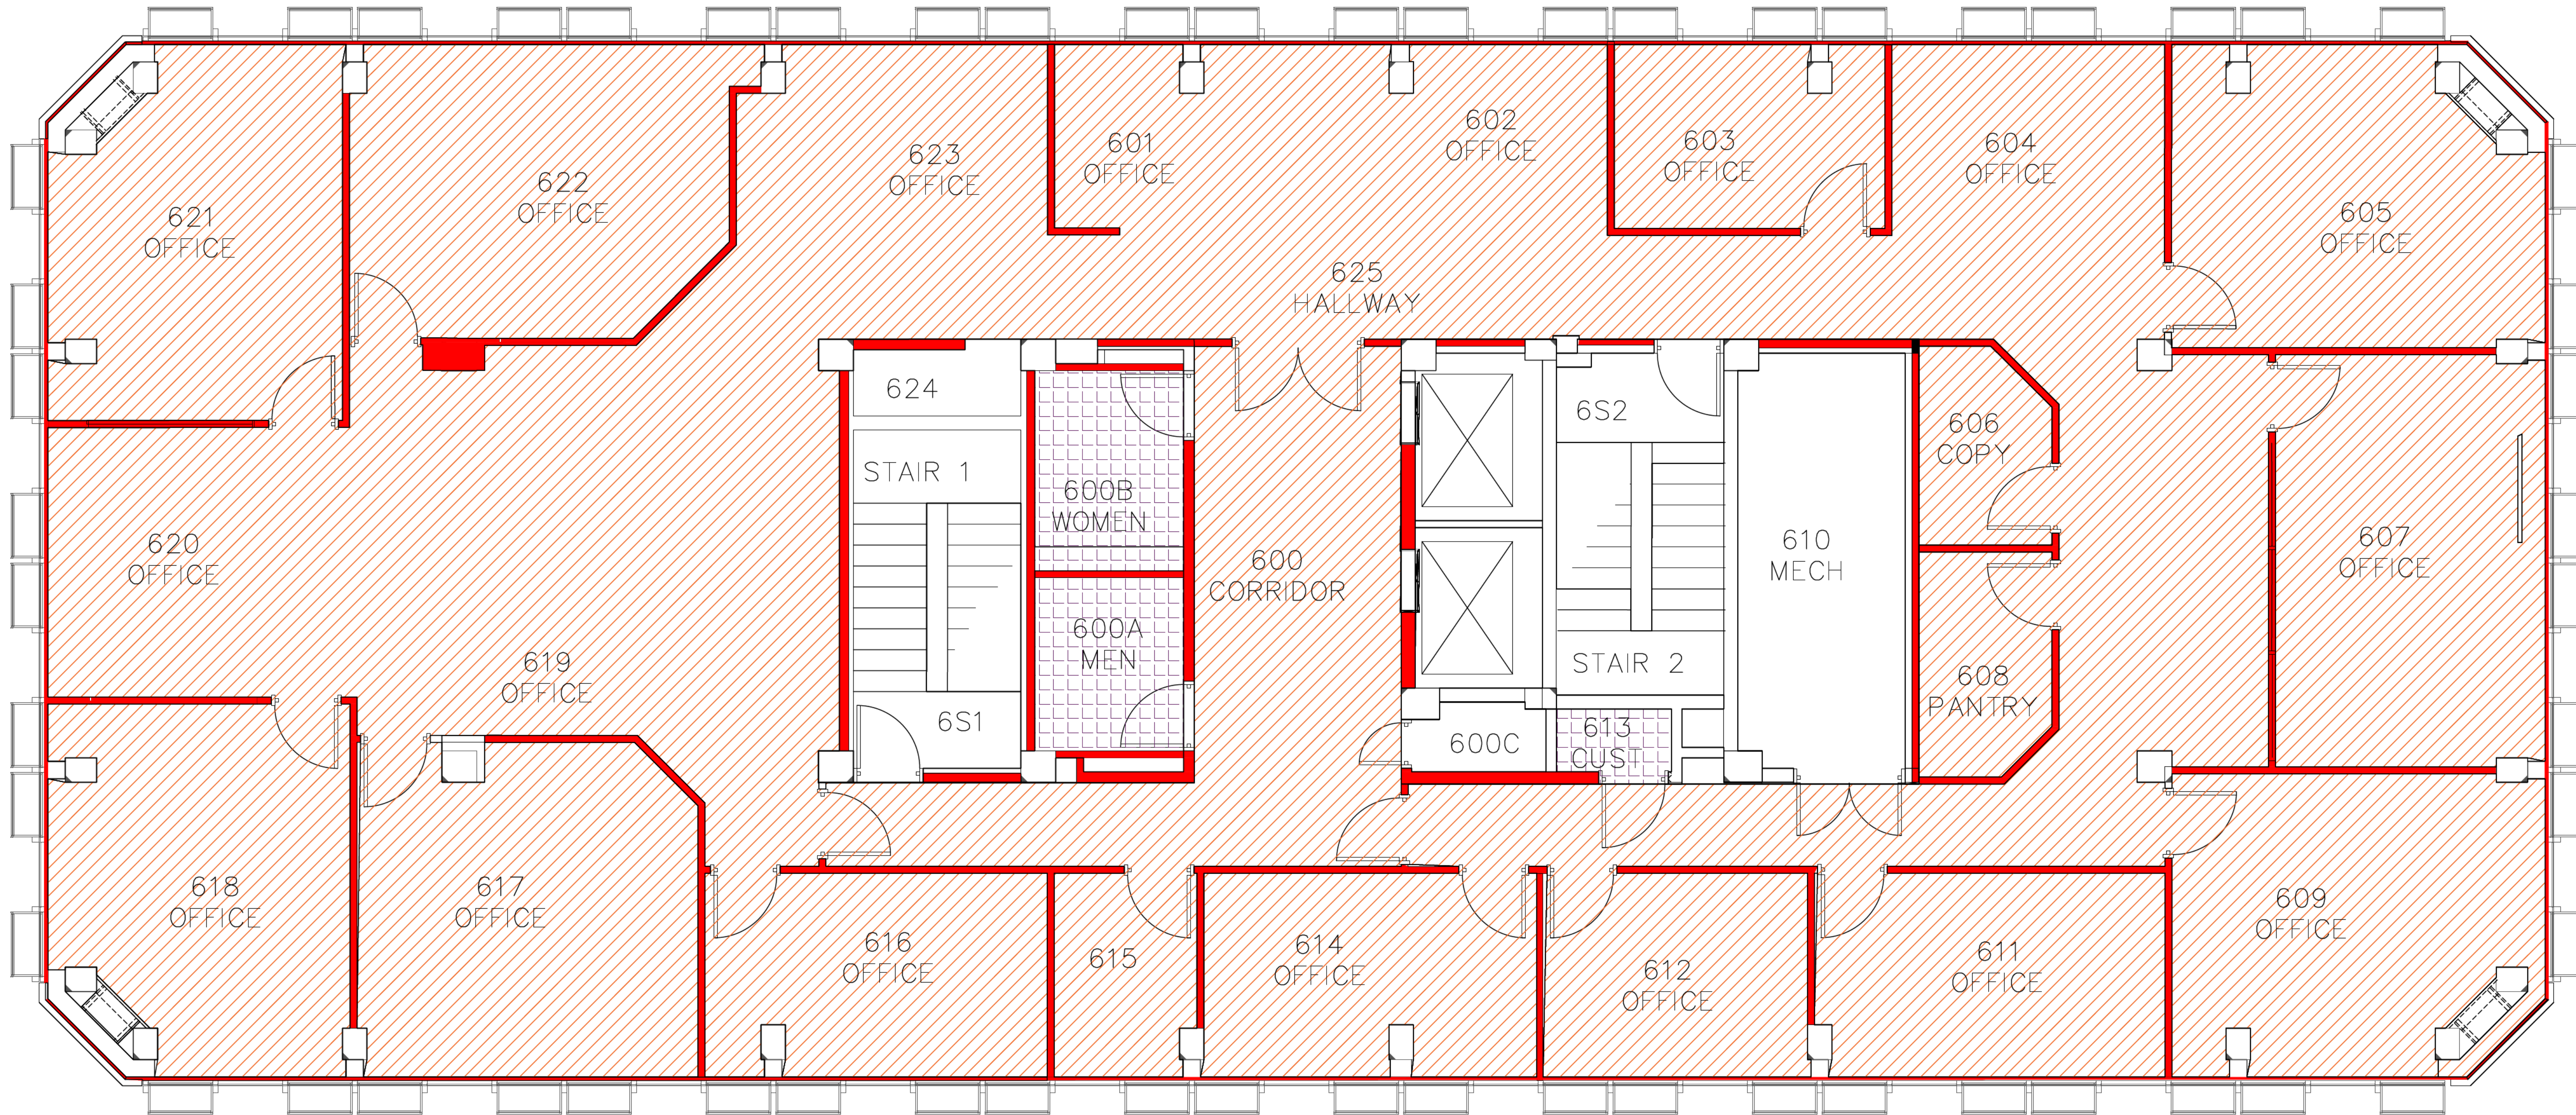 601
OFFICE
602
OFFICE
603
OFFICE
604
OFFICE
623
OFFICE
622
OFFICE
621
OFFICE
605
OFFICE
625
HALLWAY
624
6S2
606
COPY
STAIR 1
600B
WOMEN
620
OFFICE
600
CORRIDOR
610
MECH
607
OFFICE
600A
MEN
619
OFFICE
STAIR 2
608
PANTRY
6S1
600C
613
CUST
618
OFFICE
617
OFFICE
609
OFFICE
616
OFFICE
615
614
OFFICE
612
OFFICE
611
OFFICE